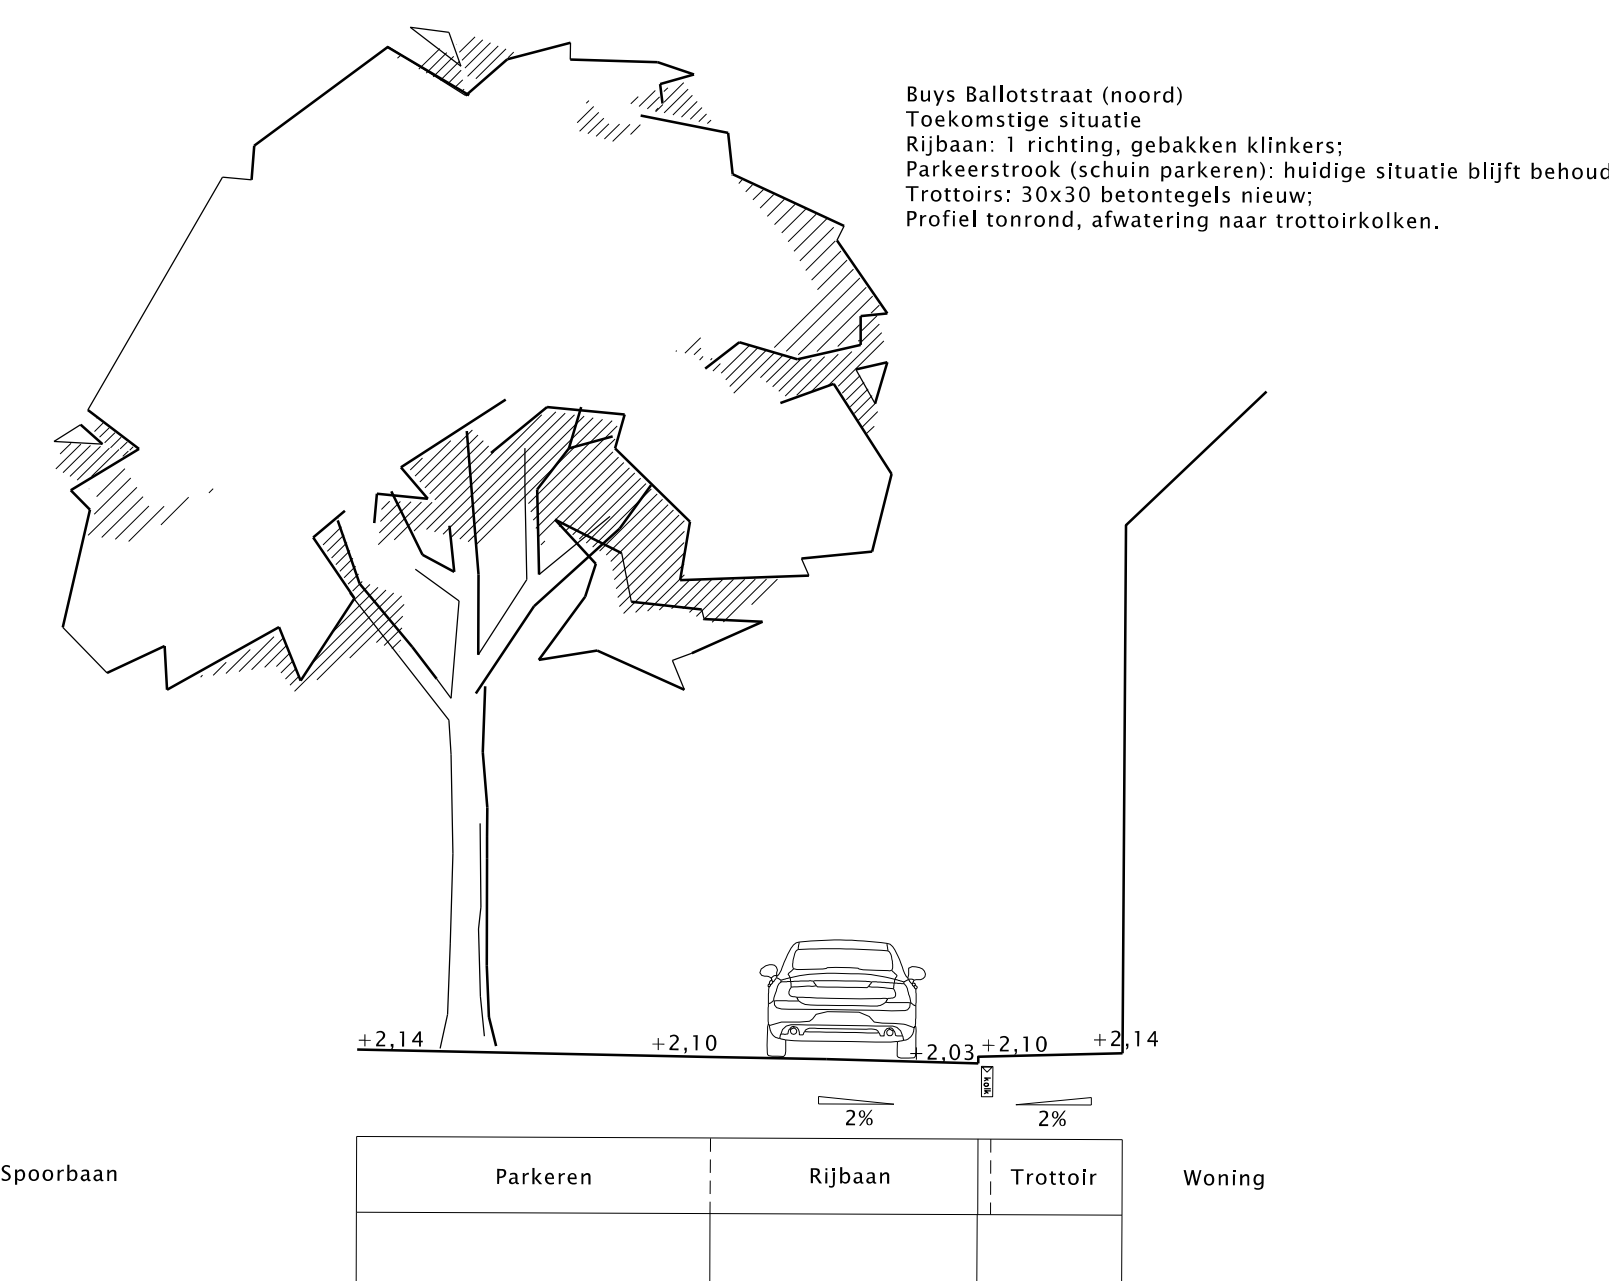 Buys Ballotstraat (noord)
Toekomstige situatie
Rijbaan: 1 richting, gebakken klinkers;
Parkeerstrook (schuin parkeren): huidige situatie blijft behoud
Trottoirs: 30x30 betontegels nieuw;
Profiel tonrond, afwatering naar trottoirkolken.
+2,14
+2,10
+2,03
+2,10
+2,14
kolk
2%
2%
Spoorbaan
Parkeren
Rijbaan
Trottoir
Woning